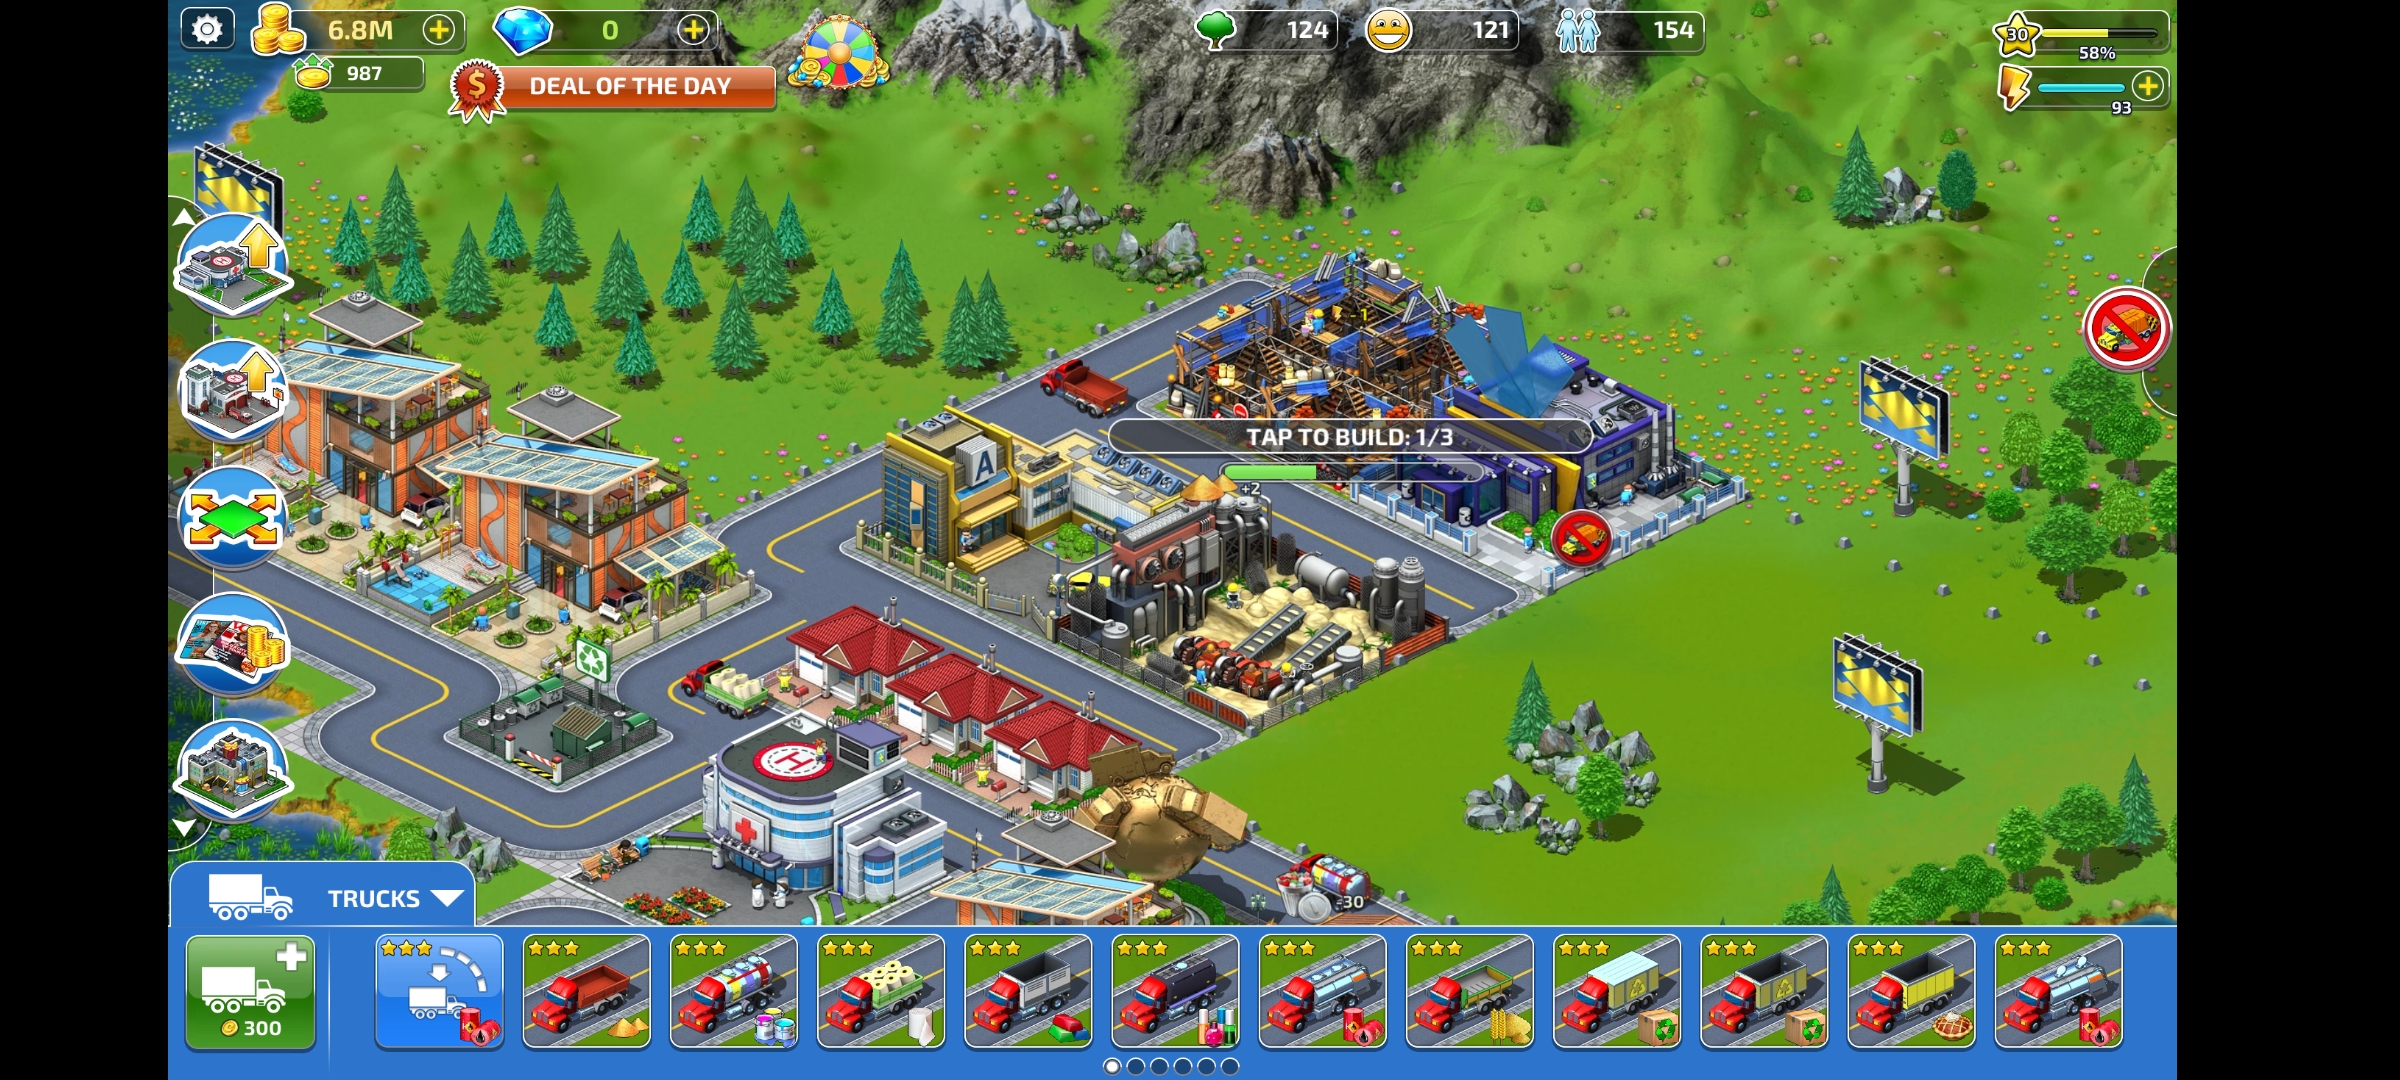 6.8M
0
124
121
154
30
58%
987
DEAL OF THE DAY
93
-1
A
TAP TO BUILD: 1/3
+2
H
-30
TRUCKS
300